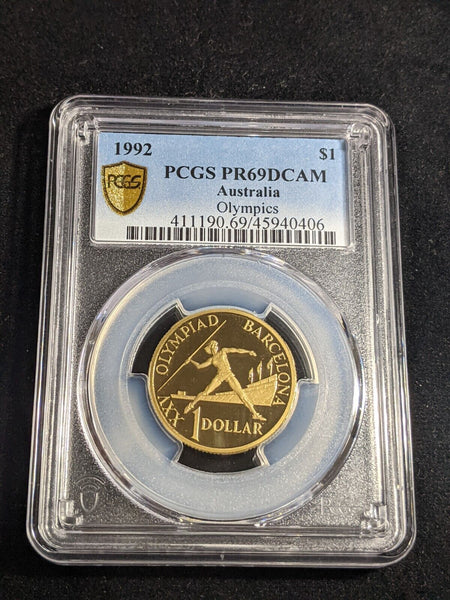 1992 $1
PCGS PCGS PR69DCAM
Australia
Olympics
411190.69/45940406
XXV OLYMPIAD BARCELONA
1 DOLLAR